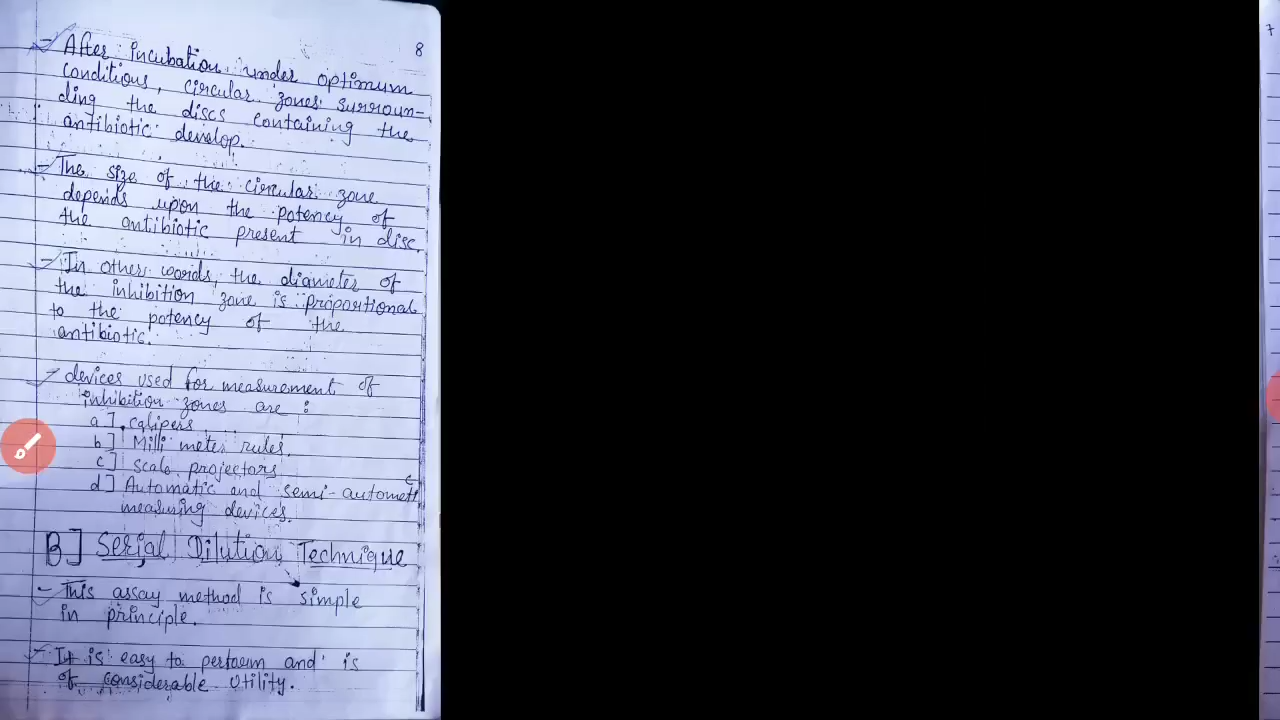 8
- After incubation under optimum
conditions, circular zones surroun-
ding the discs containing the
antibiotic develop.
- The size of the circular zone
depends upon the potency of
the antibiotic present in disc.
- In other words, the diameter of
the inhibition zone is proportional
to the potency of the
antibiotic.
- devices used for measurement of
inhibition zones are :
a] calipers
b] Milli meter rules.
c] scale projectors
d] Automatic and semi-automatic
measuring devices.
B] Serial Dilution Technique
- This assay method is simple
in principle.
- It is easy to perform and is
of considerable utility.
7